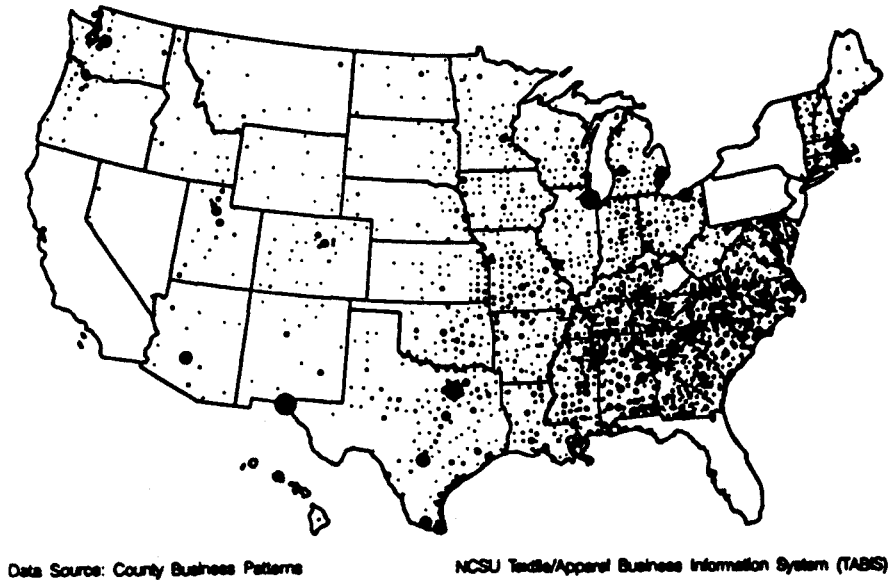 Data Source: County Business Patterns
NCSU Textile/Apparel Business Information System (TABIS)